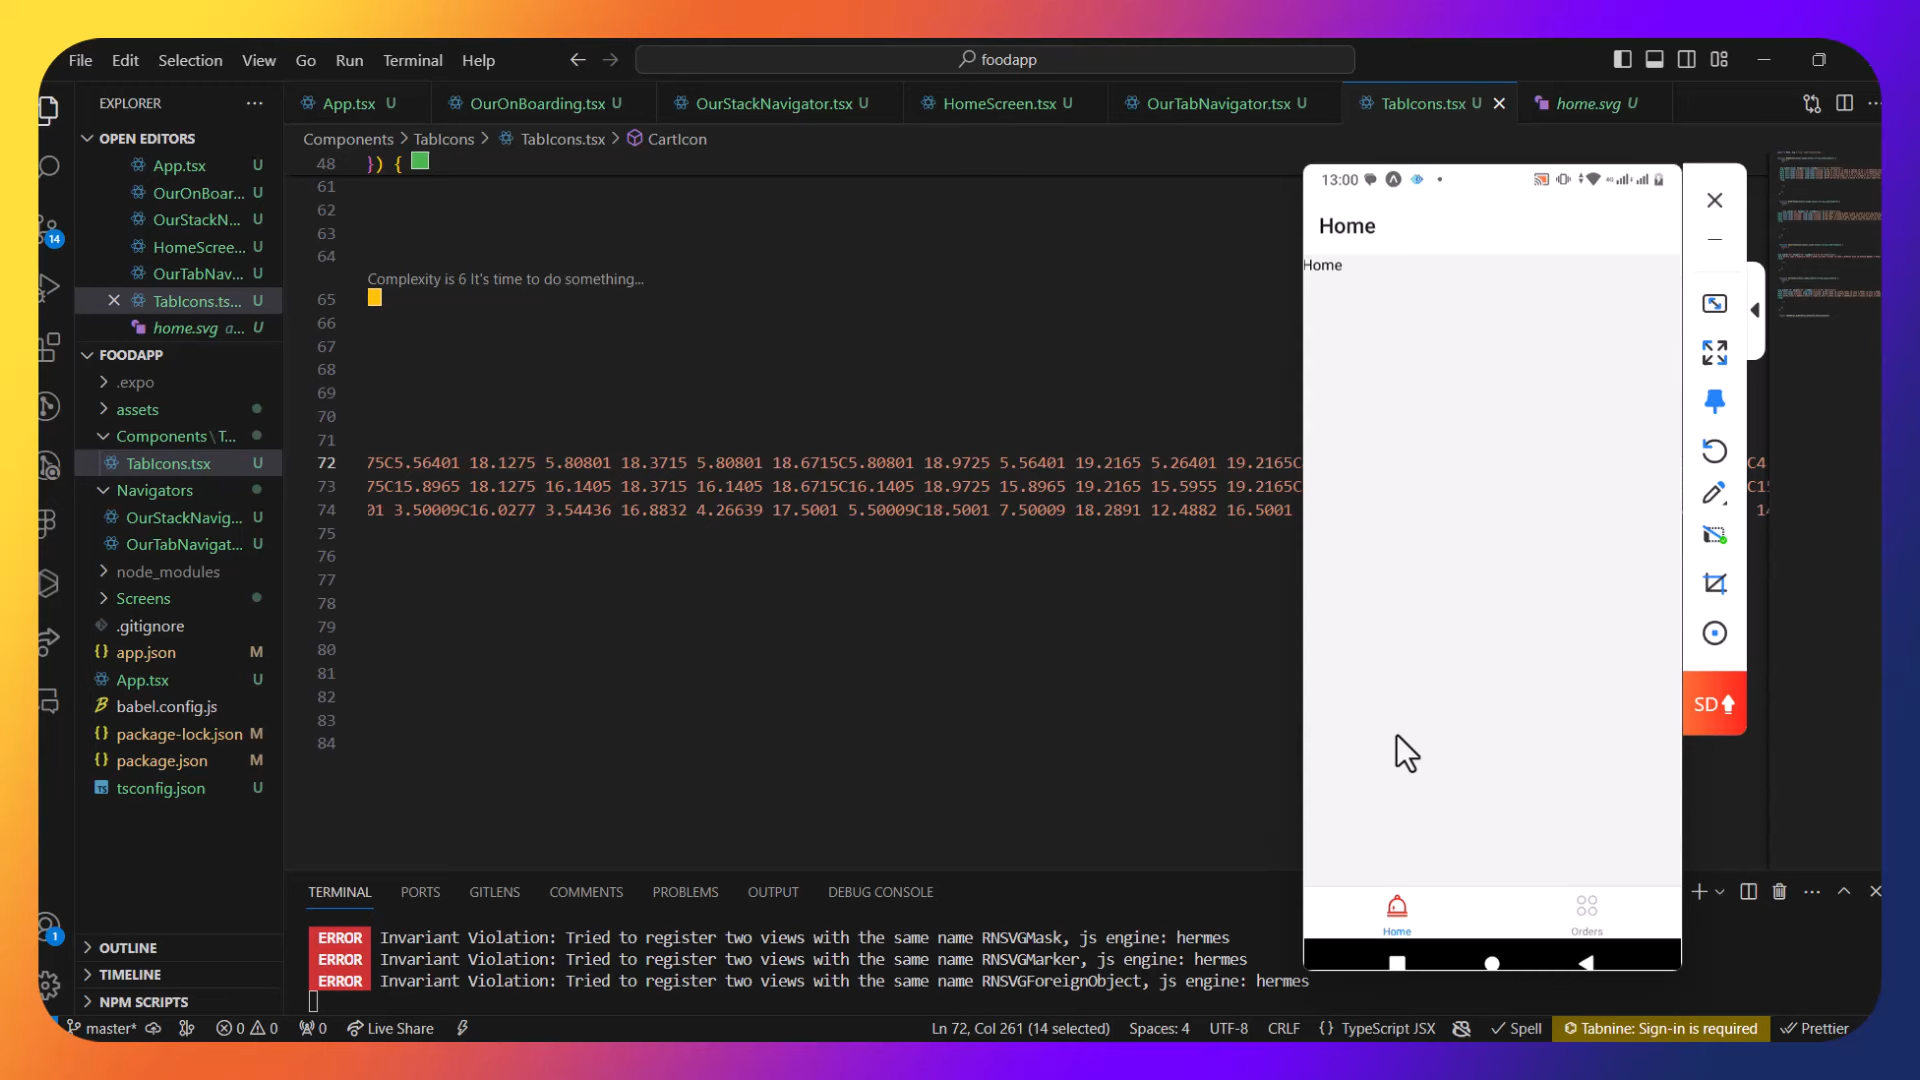 File Edit Selection View Go Run Terminal Help
foodapp
EXPLORER
App.tsx U
OurOnBoarding.tsx U
OurStackNavigator.tsx U
HomeScreen.tsx U
OurTabNavigator.tsx U
TabIcons.tsx U
home.svg U
OPEN EDITORS
App.tsx U
OurOnBoar... U
OurStackN... U
HomeScree... U
OurTabNav... U
TabIcons.ts... U
home.svg a... U
FOODAPP
.expo
assets
Components\T...
TabIcons.tsx U
Navigators
OurStackNavig... U
OurTabNavigat... U
node_modules
Screens
.gitignore
app.json M
App.tsx U
babel.config.js
package-lock.json M
package.json M
tsconfig.json U
OUTLINE
TIMELINE
NPM SCRIPTS
14
1
Components > TabIcons > TabIcons.tsx > CartIcon
48 }) {
61
62
63
64
Complexity is 6 It's time to do something...
65
66
67
68
69
70
71
72 75C5.56401 18.1275 5.80801 18.3715 5.80801 18.6715C5.80801 18.9725 5.56401 19.2165 5.26401 19.2165C
73 75C15.8965 18.1275 16.1405 18.3715 16.1405 18.6715C16.1405 18.9725 15.8965 19.2165 15.5955 19.2165C
74 01 3.50009C16.0277 3.54436 16.8832 4.26639 17.5001 5.50009C18.5001 7.50009 18.2891 12.4882 16.5001
75
76
77
78
79
80
81
82
83
84
13:00
Home
Home
Home
Orders
SD
TERMINAL PORTS GITLENS COMMENTS PROBLEMS OUTPUT DEBUG CONSOLE
ERROR Invariant Violation: Tried to register two views with the same name RNSVGMask, js engine: hermes
ERROR Invariant Violation: Tried to register two views with the same name RNSVGMarker, js engine: hermes
ERROR Invariant Violation: Tried to register two views with the same name RNSVGForeignObject, js engine: hermes
master* 0 0 0 Live Share Ln 72, Col 261 (14 selected) Spaces: 4 UTF-8 CRLF {} TypeScript JSX Spell Tabnine: Sign-in is required Prettier